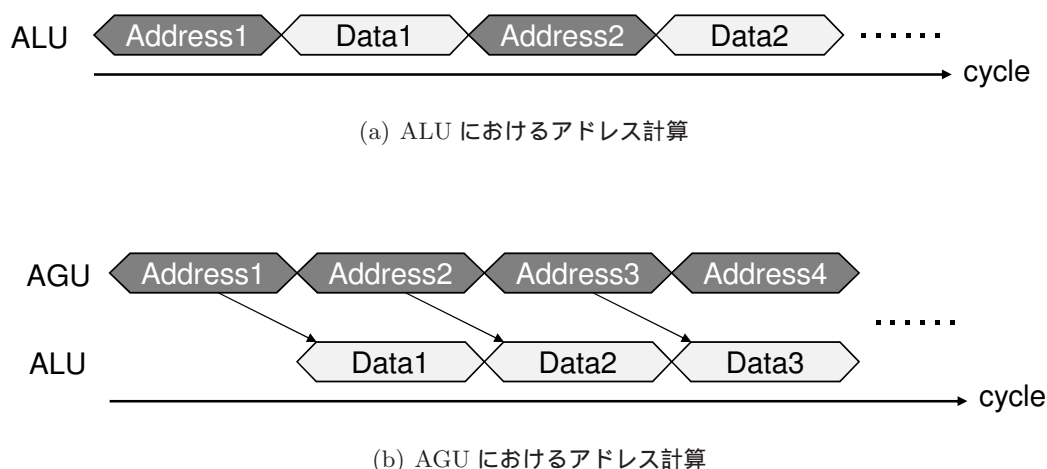 ALU Address1 Data1 Address2 Data2 ......
cycle
(a) ALU におけるアドレス計算
AGU Address1 Address2 Address3 Address4
......
ALU Data1 Data2 Data3
cycle
(b) AGU におけるアドレス計算